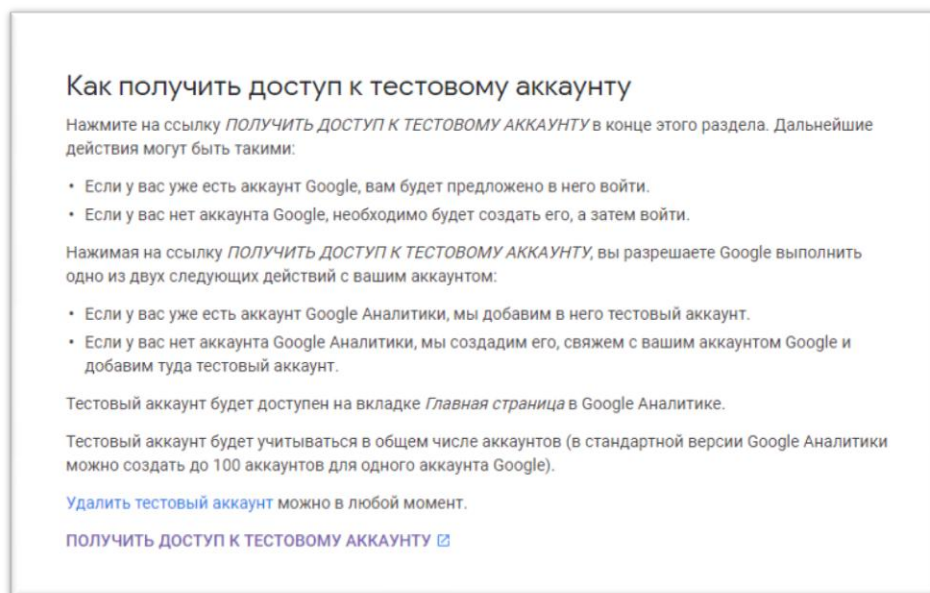 Как получить доступ к тестовому аккаунту
Нажмите на ссылку ПОЛУЧИТЬ ДОСТУП К ТЕСТОВОМУ АККАУНТУ в конце этого раздела. Дальнейшие
действия могут быть такими:
• Если у вас уже есть аккаунт Google, вам будет предложено в него войти.
• Если у вас нет аккаунта Google, необходимо будет создать его, а затем войти.
Нажимая на ссылку ПОЛУЧИТЬ ДОСТУП К ТЕСТОВОМУ АККАУНТУ, вы разрешаете Google выполнить
одно из двух следующих действий с вашим аккаунтом:
• Если у вас уже есть аккаунт Google Аналитики, мы добавим в него тестовый аккаунт.
• Если у вас нет аккаунта Google Аналитики, мы создадим его, свяжем с вашим аккаунтом Google и
добавим туда тестовый аккаунт.
Тестовый аккаунт будет доступен на вкладке Главная страница в Google Аналитике.
Тестовый аккаунт будет учитываться в общем числе аккаунтов (в стандартной версии Google Аналитики
можно создать до 100 аккаунтов для одного аккаунта Google).
Удалить тестовый аккаунт можно в любой момент.
ПОЛУЧИТЬ ДОСТУП К ТЕСТОВОМУ АККАУНТУ